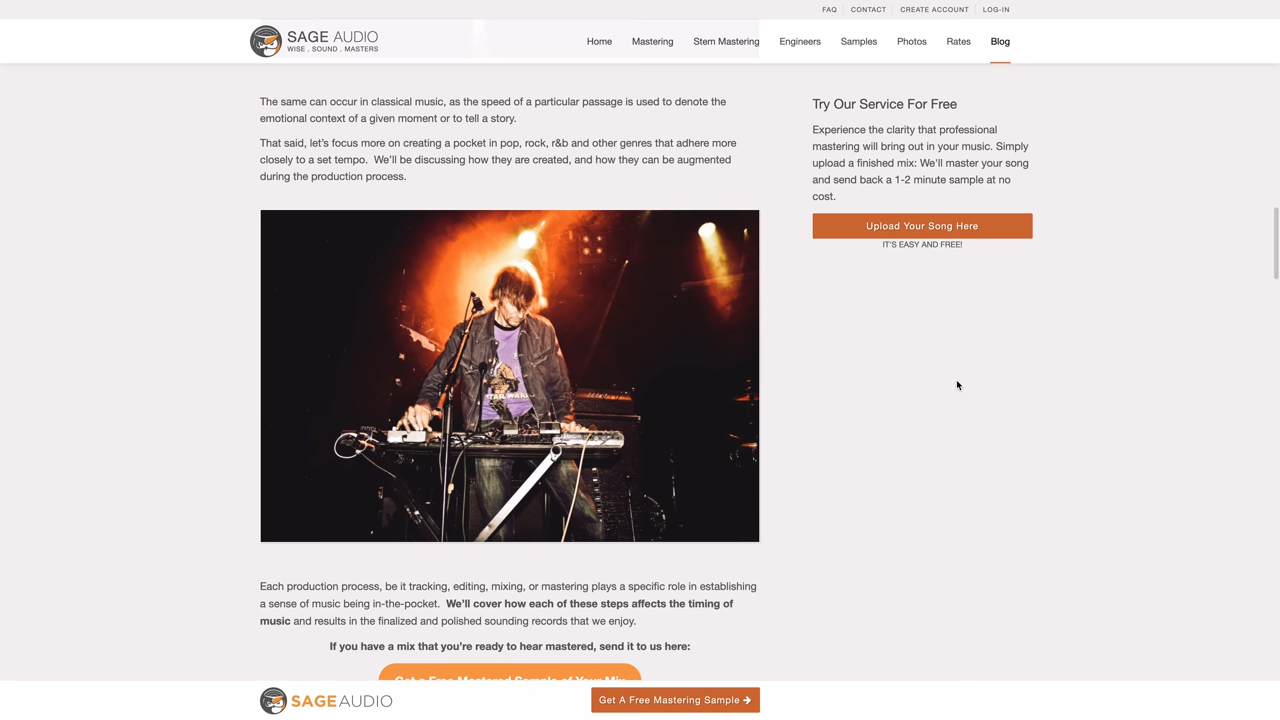 FAQ CONTACT CREATE ACCOUNT LOG-IN
SAGE AUDIO
WISE . SOUND . MASTERS
Home Mastering Stem Mastering Engineers Samples Photos Rates Blog
The same can occur in classical music, as the speed of a particular passage is used to denote the
emotional context of a given moment or to tell a story.
That said, let's focus more on creating a pocket in pop, rock, r&b and other genres that adhere more
closely to a set tempo.  We'll be discussing how they are created, and how they can be augmented
during the production process.
Try Our Service For Free
Experience the clarity that professional
mastering will bring out in your music. Simply
upload a finished mix: We'll master your song
and send back a 1-2 minute sample at no
cost.
Upload Your Song Here
IT'S EASY AND FREE!
STAR WARS
Each production process, be it tracking, editing, mixing, or mastering plays a specific role in establishing
a sense of music being in-the-pocket.  We'll cover how each of these steps affects the timing of
music and results in the finalized and polished sounding records that we enjoy.
If you have a mix that you're ready to hear mastered, send it to us here:
Get a Free Mastered Sample of Your Mix
SAGE AUDIO
Get A Free Mastering Sample →